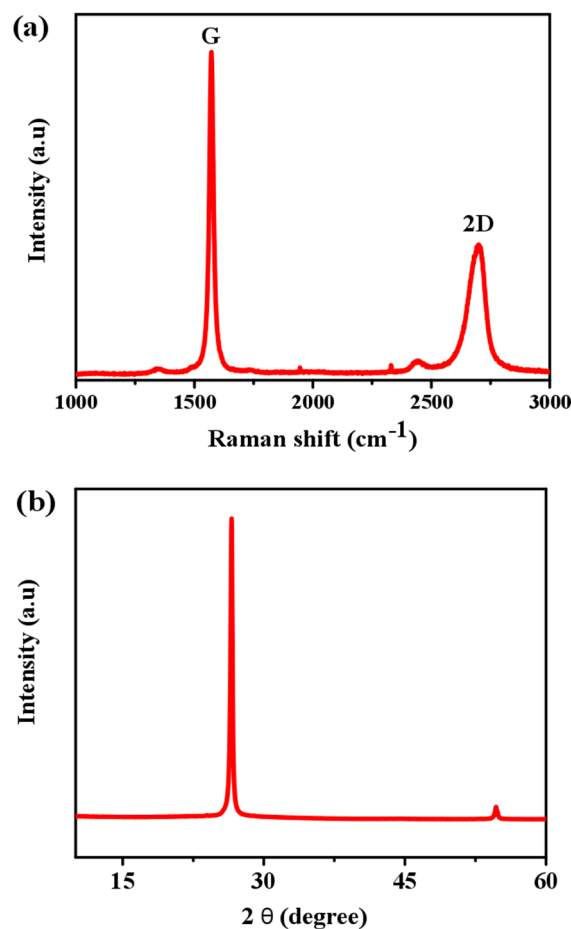 (a)
G
2D
Intensity (a.u)
1000 1500 2000 2500 3000
Raman shift (cm-1)
(b)
Intensity (a.u)
15 30 45 60
2 θ (degree)